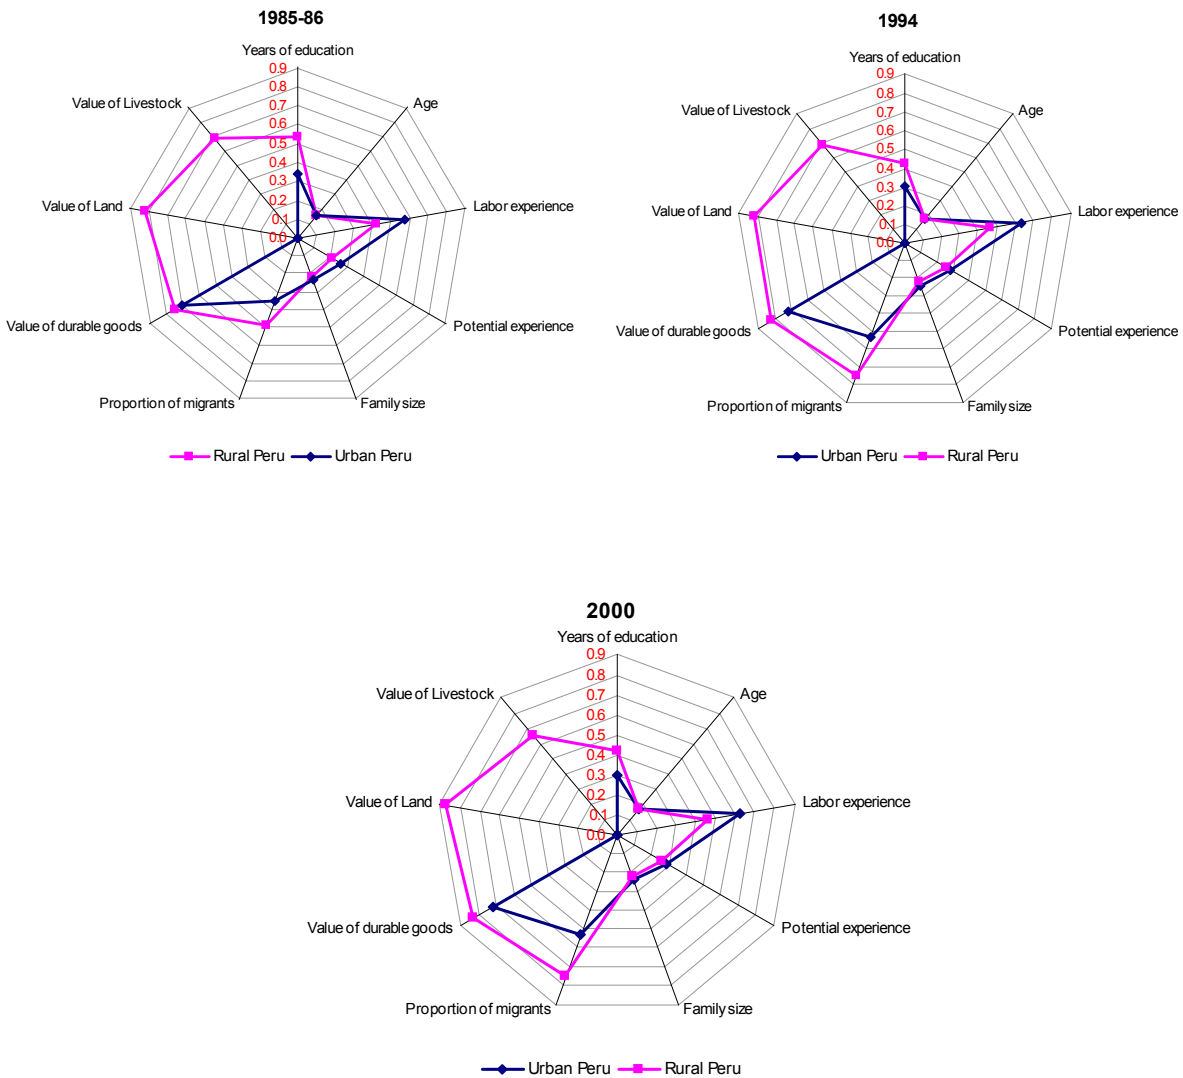 1985-86
Years of education
0.9
0.8
0.7
0.6
0.5
0.4
0.3
0.2
0.1
0.0
Age
Labor experience
Potential experience
Family size
Proportion of migrants
Value of durable goods
Value of Land
Value of Livestock
Rural Peru Urban Peru
1994
Years of education
0.9
0.8
0.7
0.6
0.5
0.4
0.3
0.2
0.1
0.0
Age
Labor experience
Potential experience
Family size
Proportion of migrants
Value of durable goods
Value of Land
Value of Livestock
Urban Peru Rural Peru
2000
Years of education
0.9
0.8
0.7
0.6
0.5
0.4
0.3
0.2
0.1
0.0
Age
Labor experience
Potential experience
Family size
Proportion of migrants
Value of durable goods
Value of Land
Value of Livestock
Urban Peru Rural Peru